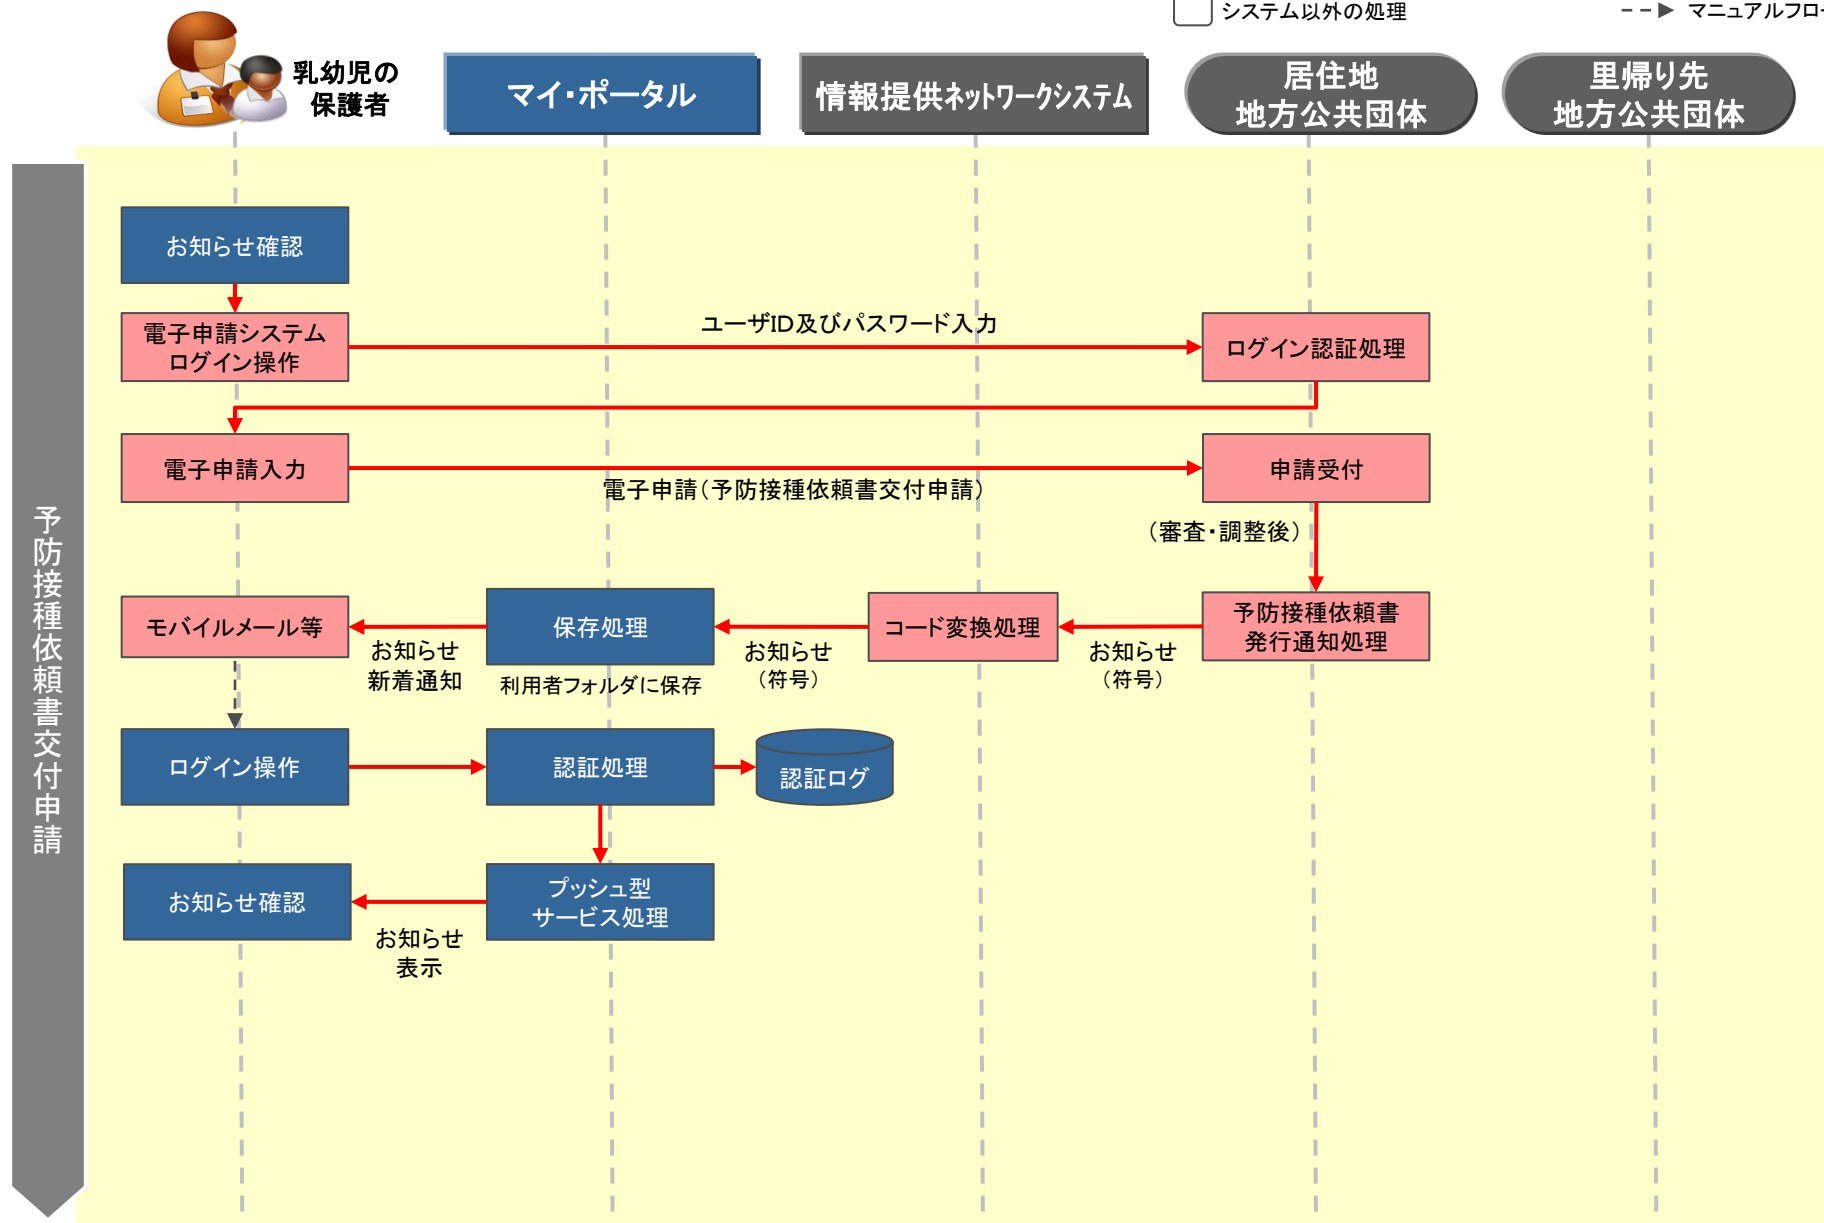 システム以外の処理
マニュアルフロー
乳幼児の
保護者
マイ・ポータル
情報提供ネットワークシステム
居住地
地方公共団体
里帰り先
地方公共団体
予防接種依頼書交付申請
お知らせ確認
電子申請システム
ログイン操作
ユーザID及びパスワード入力
ログイン認証処理
電子申請入力
電子申請(予防接種依頼書交付申請)
申請受付
(審査・調整後)
モバイルメール等
お知らせ
新着通知
保存処理
利用者フォルダに保存
お知らせ
(符号)
コード変換処理
お知らせ
(符号)
予防接種依頼書
発行通知処理
ログイン操作
認証処理
認証ログ
お知らせ確認
お知らせ
表示
プッシュ型
サービス処理